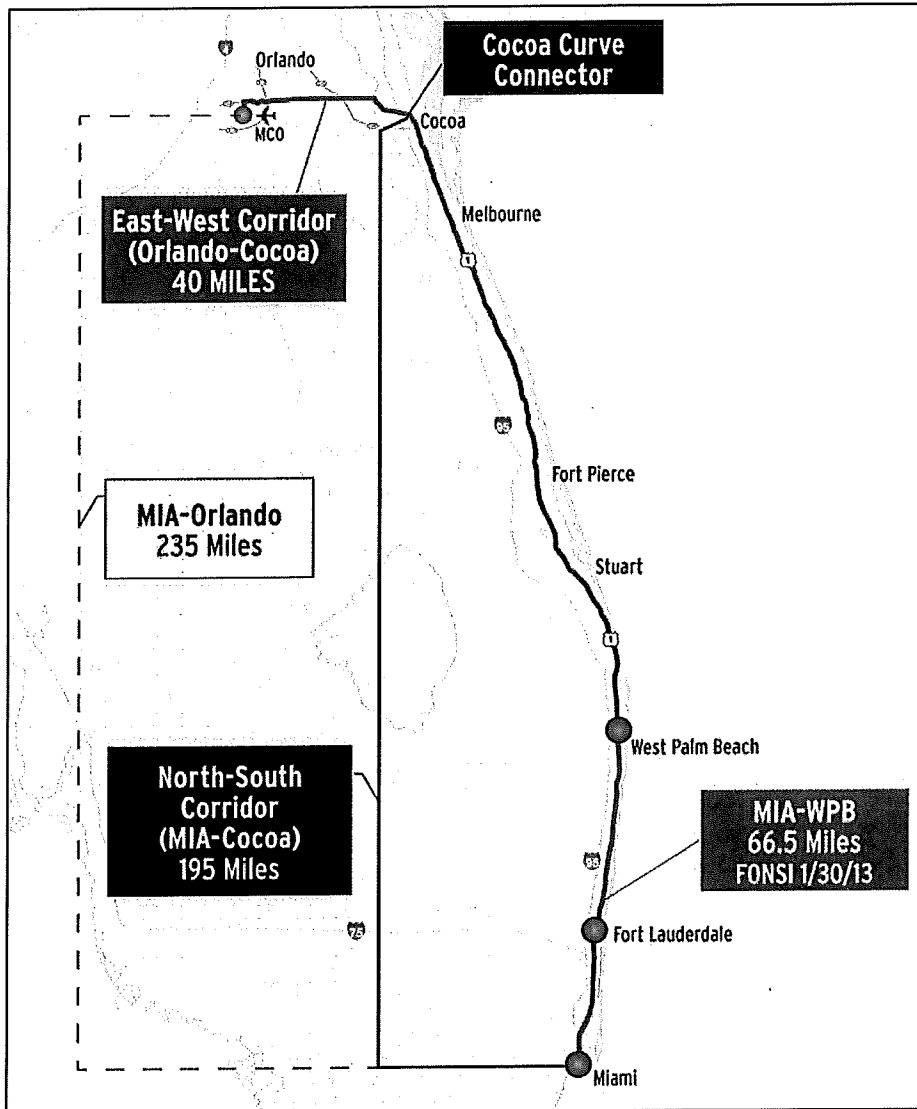 Cocoa Curve
Connector
4
Orlando
MCO
Cocoa
East-West Corridor
(Orlando-Cocoa)
40 MILES
Melbourne
1
95
Fort Pierce
MIA-Orlando
235 Miles
Stuart
1
West Palm Beach
North-South
Corridor
(MIA-Cocoa)
195 Miles
MIA-WPB
66.5 Miles
FONSI 1/30/13
95
75
Fort Lauderdale
Miami